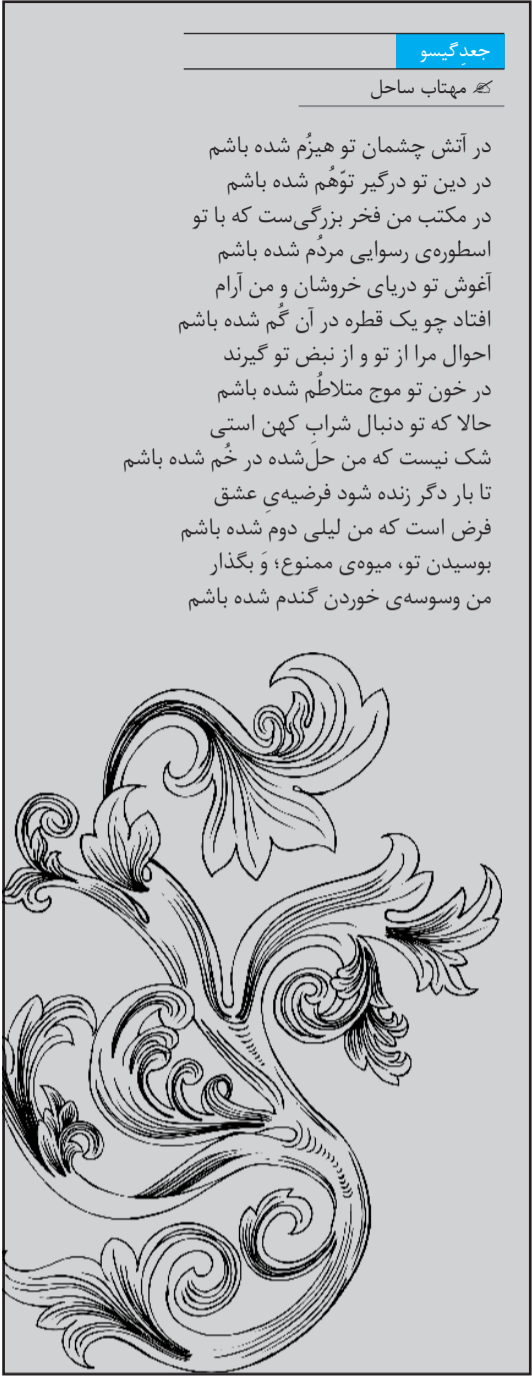 جعدِ گیسو
مهتاب ساحل
در آتش چشمان تو هیزُم شده باشم
در دین تو درگیر توّهُم شده باشم
در مکتب من فخر بزرگی‌ست که با تو
اسطوره‌ی رسوایی مردُم شده باشم
آغوش تو دریای خروشان و من آرام
افتاد چو یک قطره در آن گُم شده باشم
احوال مرا از تو و از نبض تو گیرند
در خون تو موج متلاطُم شده باشم
حالا که تو دنبال شرابِ کهن استی
شک نیست که من حل‌شده در خُم شده باشم
تا بار دگر زنده شود فرضیه‌یِ عشق
فرض است که من لیلی دوم شده باشم
بوسیدن تو، میوه‌ی ممنوع؛ وَ بگذار
من وسوسه‌ی خوردن گندم شده باشم